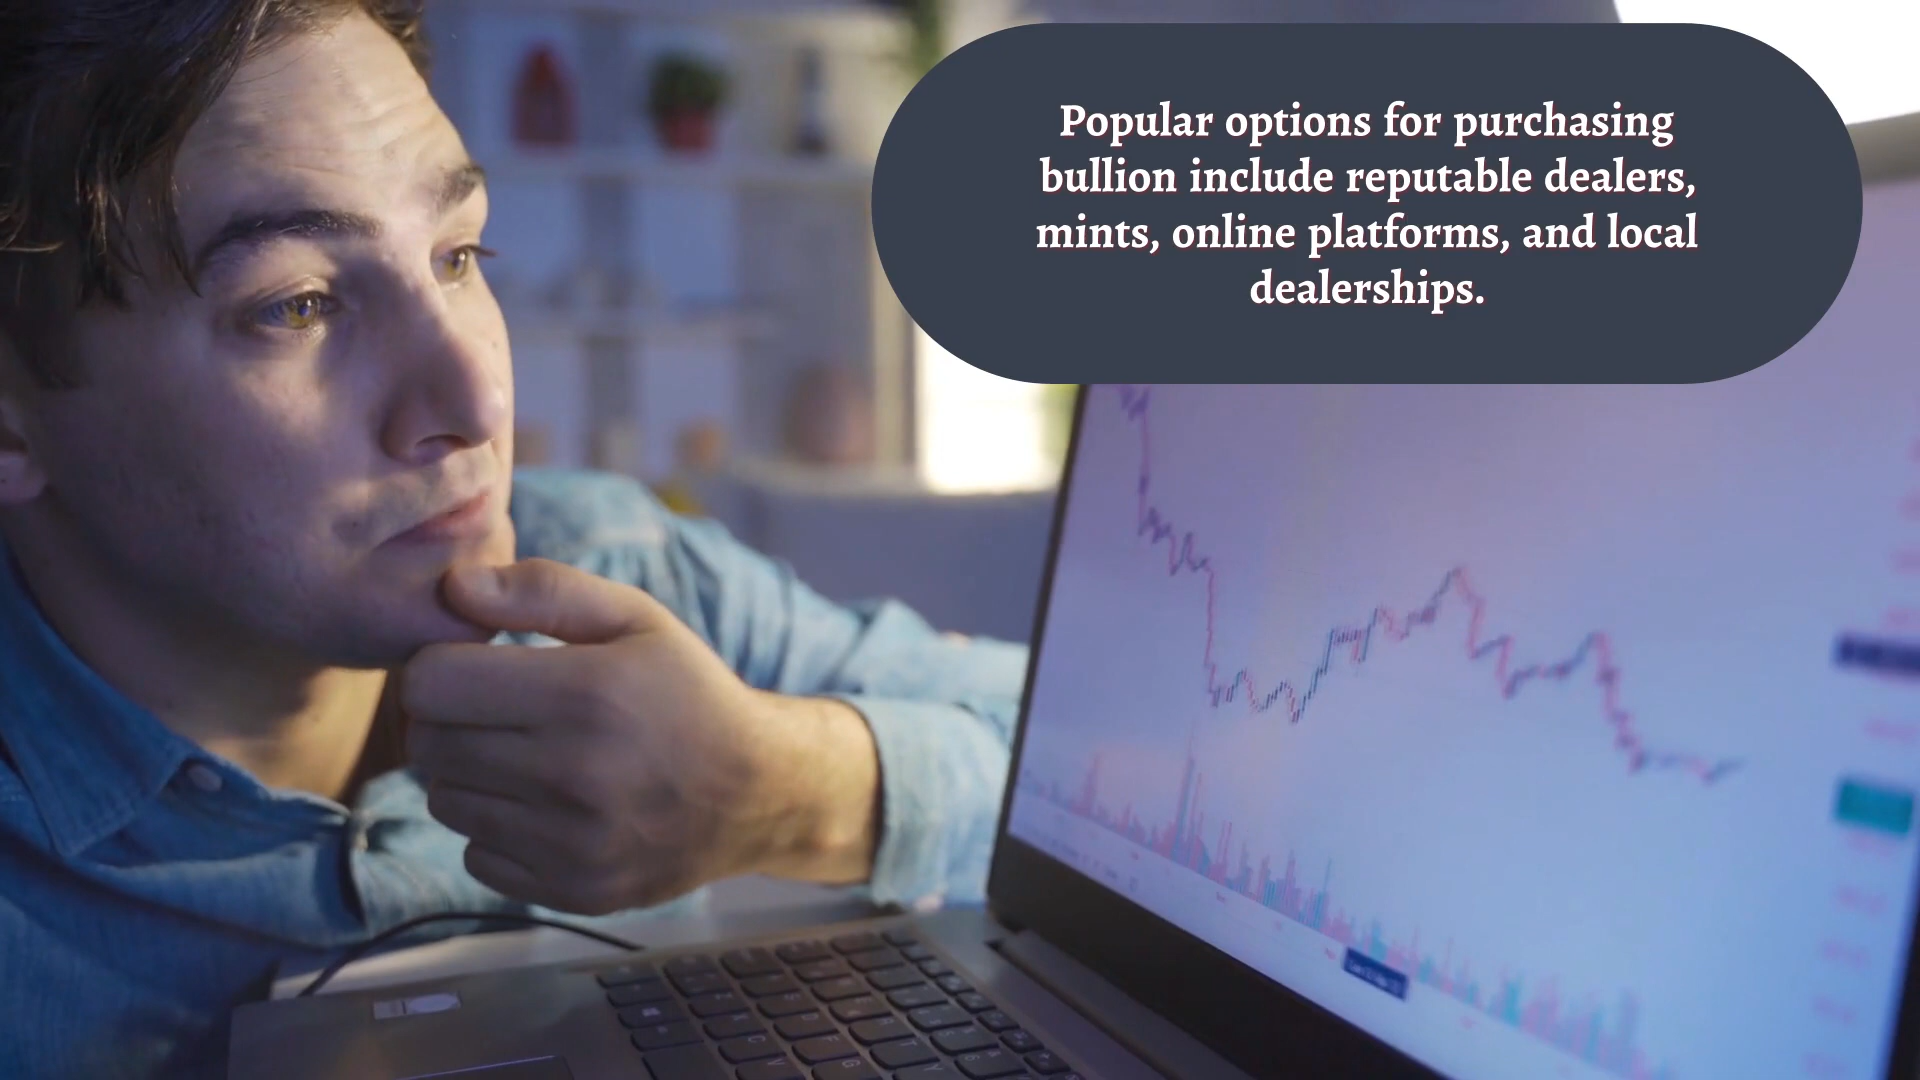 Popular options for purchasing
bullion include reputable dealers,
mints, online platforms, and local
dealerships.